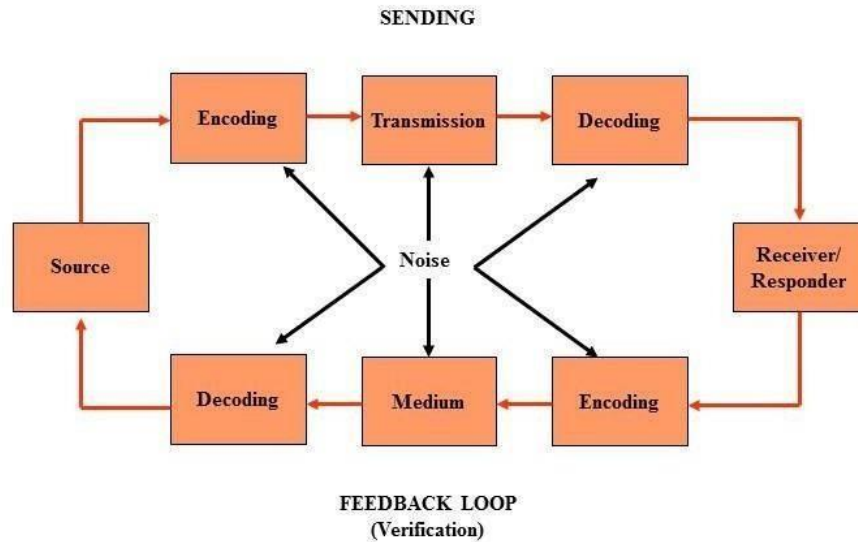 SENDING
Encoding
Transmission
Decoding
Source
Noise
Receiver/
Responder
Decoding
Medium
Encoding
FEEDBACK LOOP
(Verification)